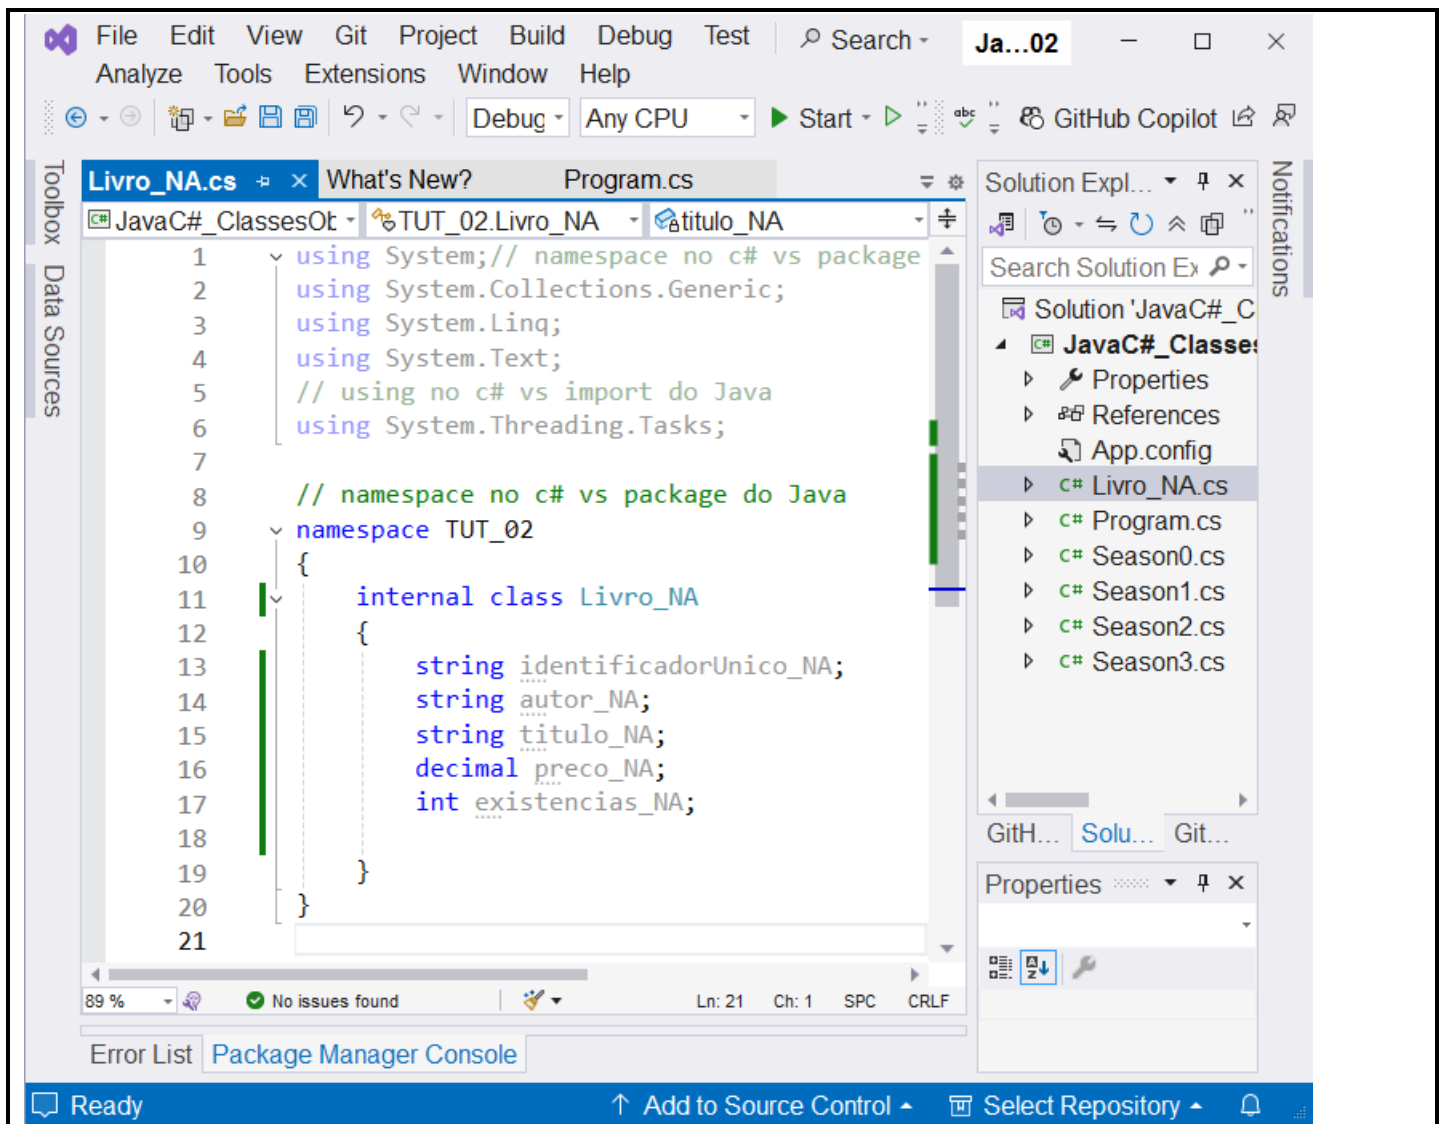 File Edit View Git Project Build Debug Test Search Ja...02
Analyze Tools Extensions Window Help
Debug Any CPU Start abc GitHub Copilot
Toolbox
Data Sources
Livro_NA.cs What's New? Program.cs
JavaC#_ClassesOb TUT_02.Livro_NA titulo_NA
1 using System;// namespace no c# vs package
2 using System.Collections.Generic;
3 using System.Linq;
4 using System.Text;
5 // using no c# vs import do Java
6 using System.Threading.Tasks;
7
8 // namespace no c# vs package do Java
9 namespace TUT_02
10 {
11 internal class Livro_NA
12 {
13 string identificadorUnico_NA;
14 string autor_NA;
15 string titulo_NA;
16 decimal preco_NA;
17 int existencias_NA;
18
19 }
20 }
21
89 % No issues found Ln: 21 Ch: 1 SPC CRLF
Error List Package Manager Console
Solution Expl...
Search Solution Ex
Solution 'JavaC#_C
C# JavaC#_Classes
Properties
References
App.config
C# Livro_NA.cs
C# Program.cs
C# Season0.cs
C# Season1.cs
C# Season2.cs
C# Season3.cs
GitH... Solu... Git...
Properties
Notifications
Ready Add to Source Control Select Repository